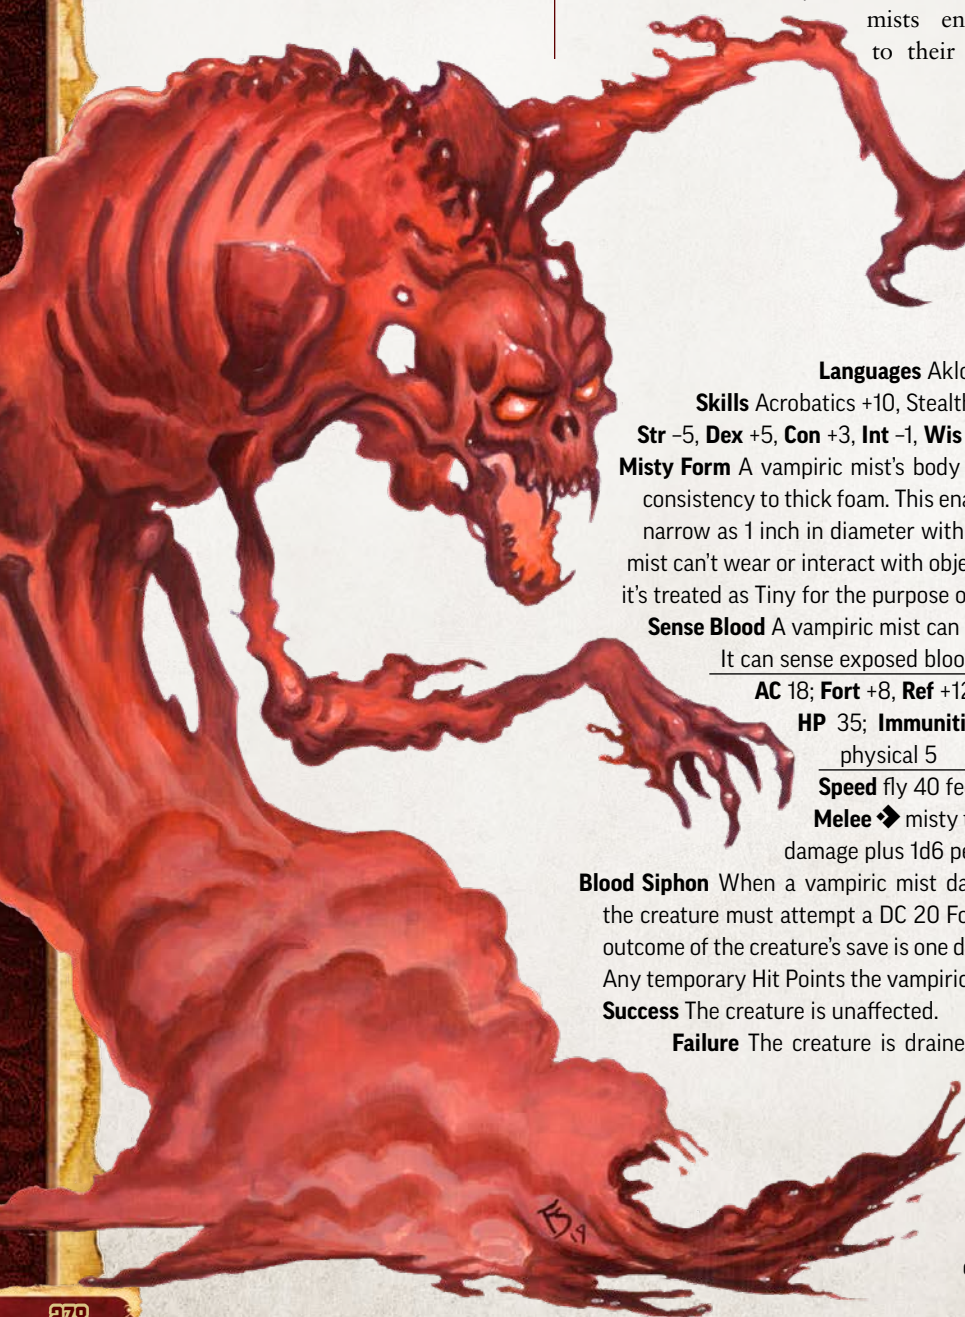 mists en
to their
Languages Aklo
Skills Acrobatics +10, Stealth
Str –5, Dex +5, Con +3, Int –1, Wis
Misty Form A vampiric mist's body
consistency to thick foam. This ena
narrow as 1 inch in diameter with
mist can't wear or interact with obje
it's treated as Tiny for the purpose o
Sense Blood A vampiric mist can
It can sense exposed bloo
AC 18; Fort +8, Ref +12
HP 35; Immuniti
physical 5
Speed fly 40 fe
Melee misty
damage plus 1d6 pe
Blood Siphon When a vampiric mist da
the creature must attempt a DC 20 Fo
outcome of the creature's save is one d
Any temporary Hit Points the vampiric
Success The creature is unaffected.
Failure The creature is draine